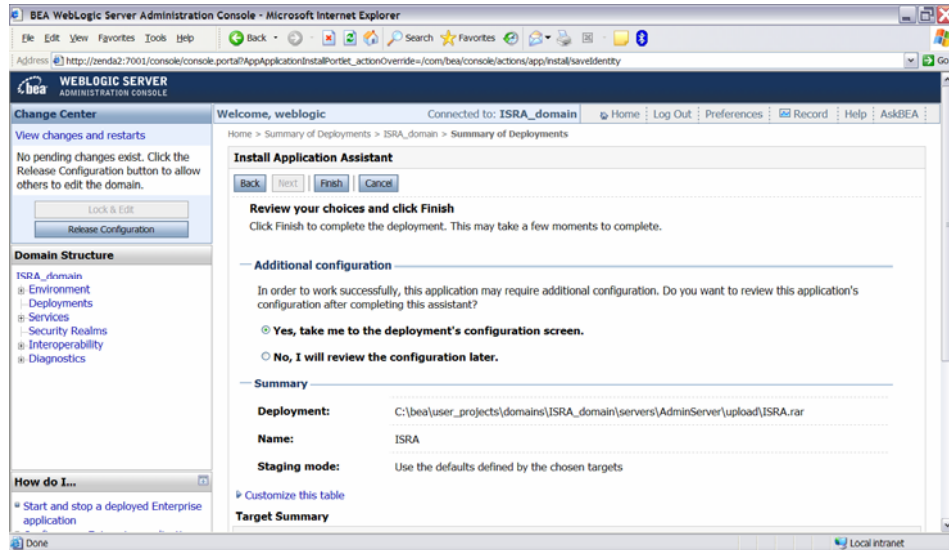 BEA WebLogic Server Administration Console - Microsoft Internet Explorer
File Edit View Favorites Tools Help
Back Search Favorites
Address http://zenda2:7001/console/console.portal?AppApplicationInstallPortlet_actionOverride=/com/bea/console/actions/app/install/saveIdentity Go
bea WEBLOGIC SERVER
ADMINISTRATION CONSOLE
Change Center
View changes and restarts
No pending changes exist. Click the
Release Configuration button to allow
others to edit the domain.
Lock & Edit
Release Configuration
Domain Structure
ISRA_domain
Environment
Deployments
Services
Security Realms
Interoperability
Diagnostics
How do I...
Start and stop a deployed Enterprise
application
Welcome, weblogic Connected to: ISRA_domain Home Log Out Preferences Record Help AskBEA
Home > Summary of Deployments > ISRA_domain > Summary of Deployments
Install Application Assistant
Back Next Finish Cancel
Review your choices and click Finish
Click Finish to complete the deployment. This may take a few moments to complete.
Additional configuration
In order to work successfully, this application may require additional configuration. Do you want to review this application's
configuration after completing this assistant?
Yes, take me to the deployment's configuration screen.
No, I will review the configuration later.
Summary
Deployment: C:\bea\user_projects\domains\ISRA_domain\servers\AdminServer\upload\ISRA.rar
Name: ISRA
Staging mode: Use the defaults defined by the chosen targets
Customize this table
Target Summary
Done Local intranet